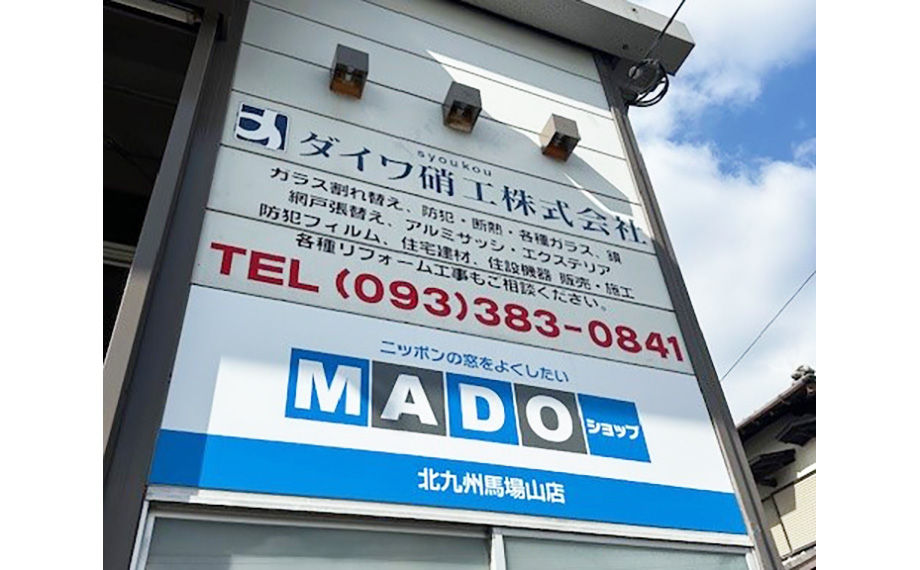 syoukou
ダイワ硝工株式会社
ガラス割れ替え、防犯・断熱・各種ガラス、鏡
網戸張替え、アルミサッシ・エクステリア
防犯フィルム、住宅建材、住設機器 販売・施工
各種リフォーム工事もご相談ください。
TEL(093)383-0841
ニッポンの窓をよくしたい
MADOショップ
北九州馬場山店